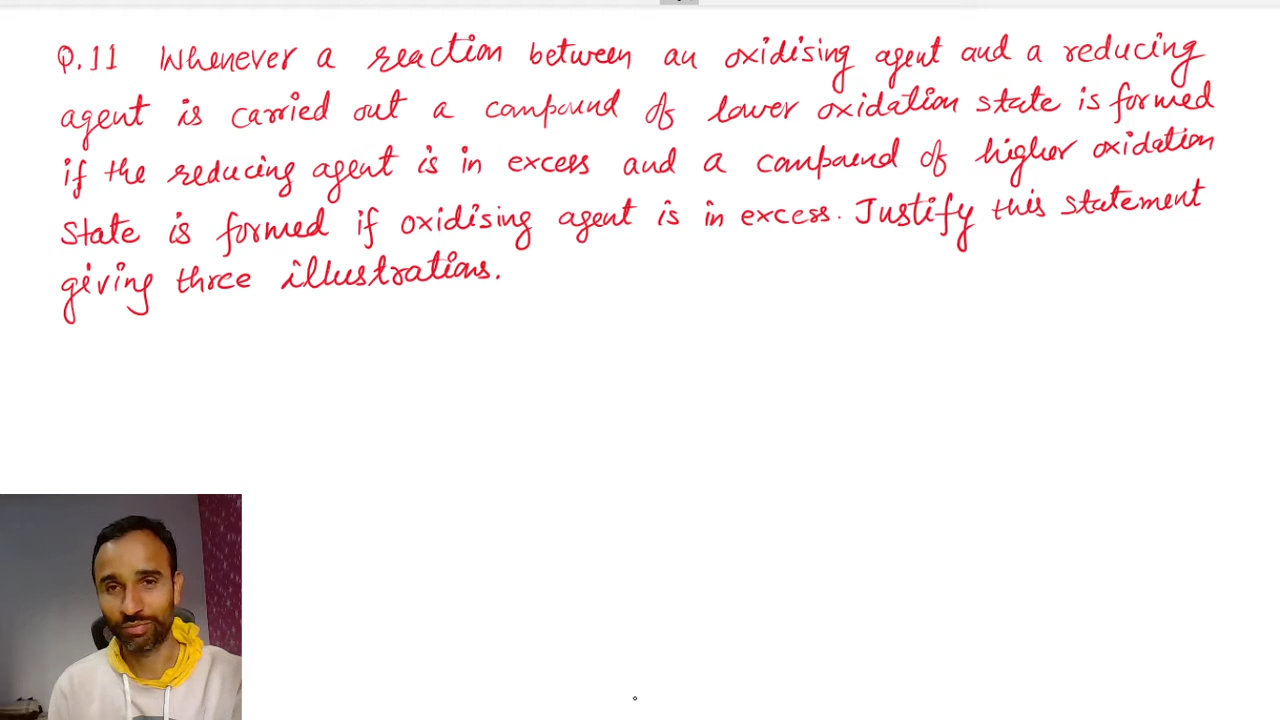 Q.11 Whenever a reaction between an oxidising agent and a reducing
agent is carried out a compound of lower oxidation state is formed
if the reducing agent is in excess and a compound of higher oxidation
state is formed if oxidising agent is in excess. Justify this statement
giving three illustrations.